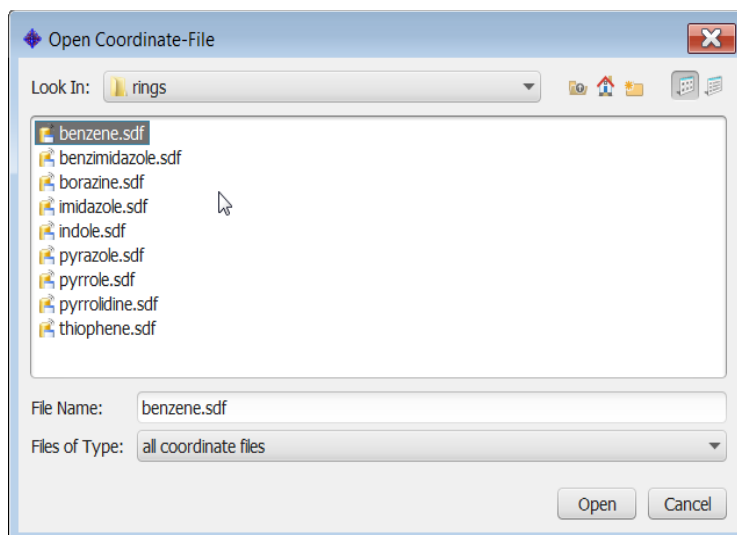 Open Coordinate-File
Look In: rings
benzene.sdf
benzimidazole.sdf
borazine.sdf
imidazole.sdf
indole.sdf
pyrazole.sdf
pyrrole.sdf
pyrrolidine.sdf
thiophene.sdf
File Name: benzene.sdf
Files of Type: all coordinate files
Open Cancel